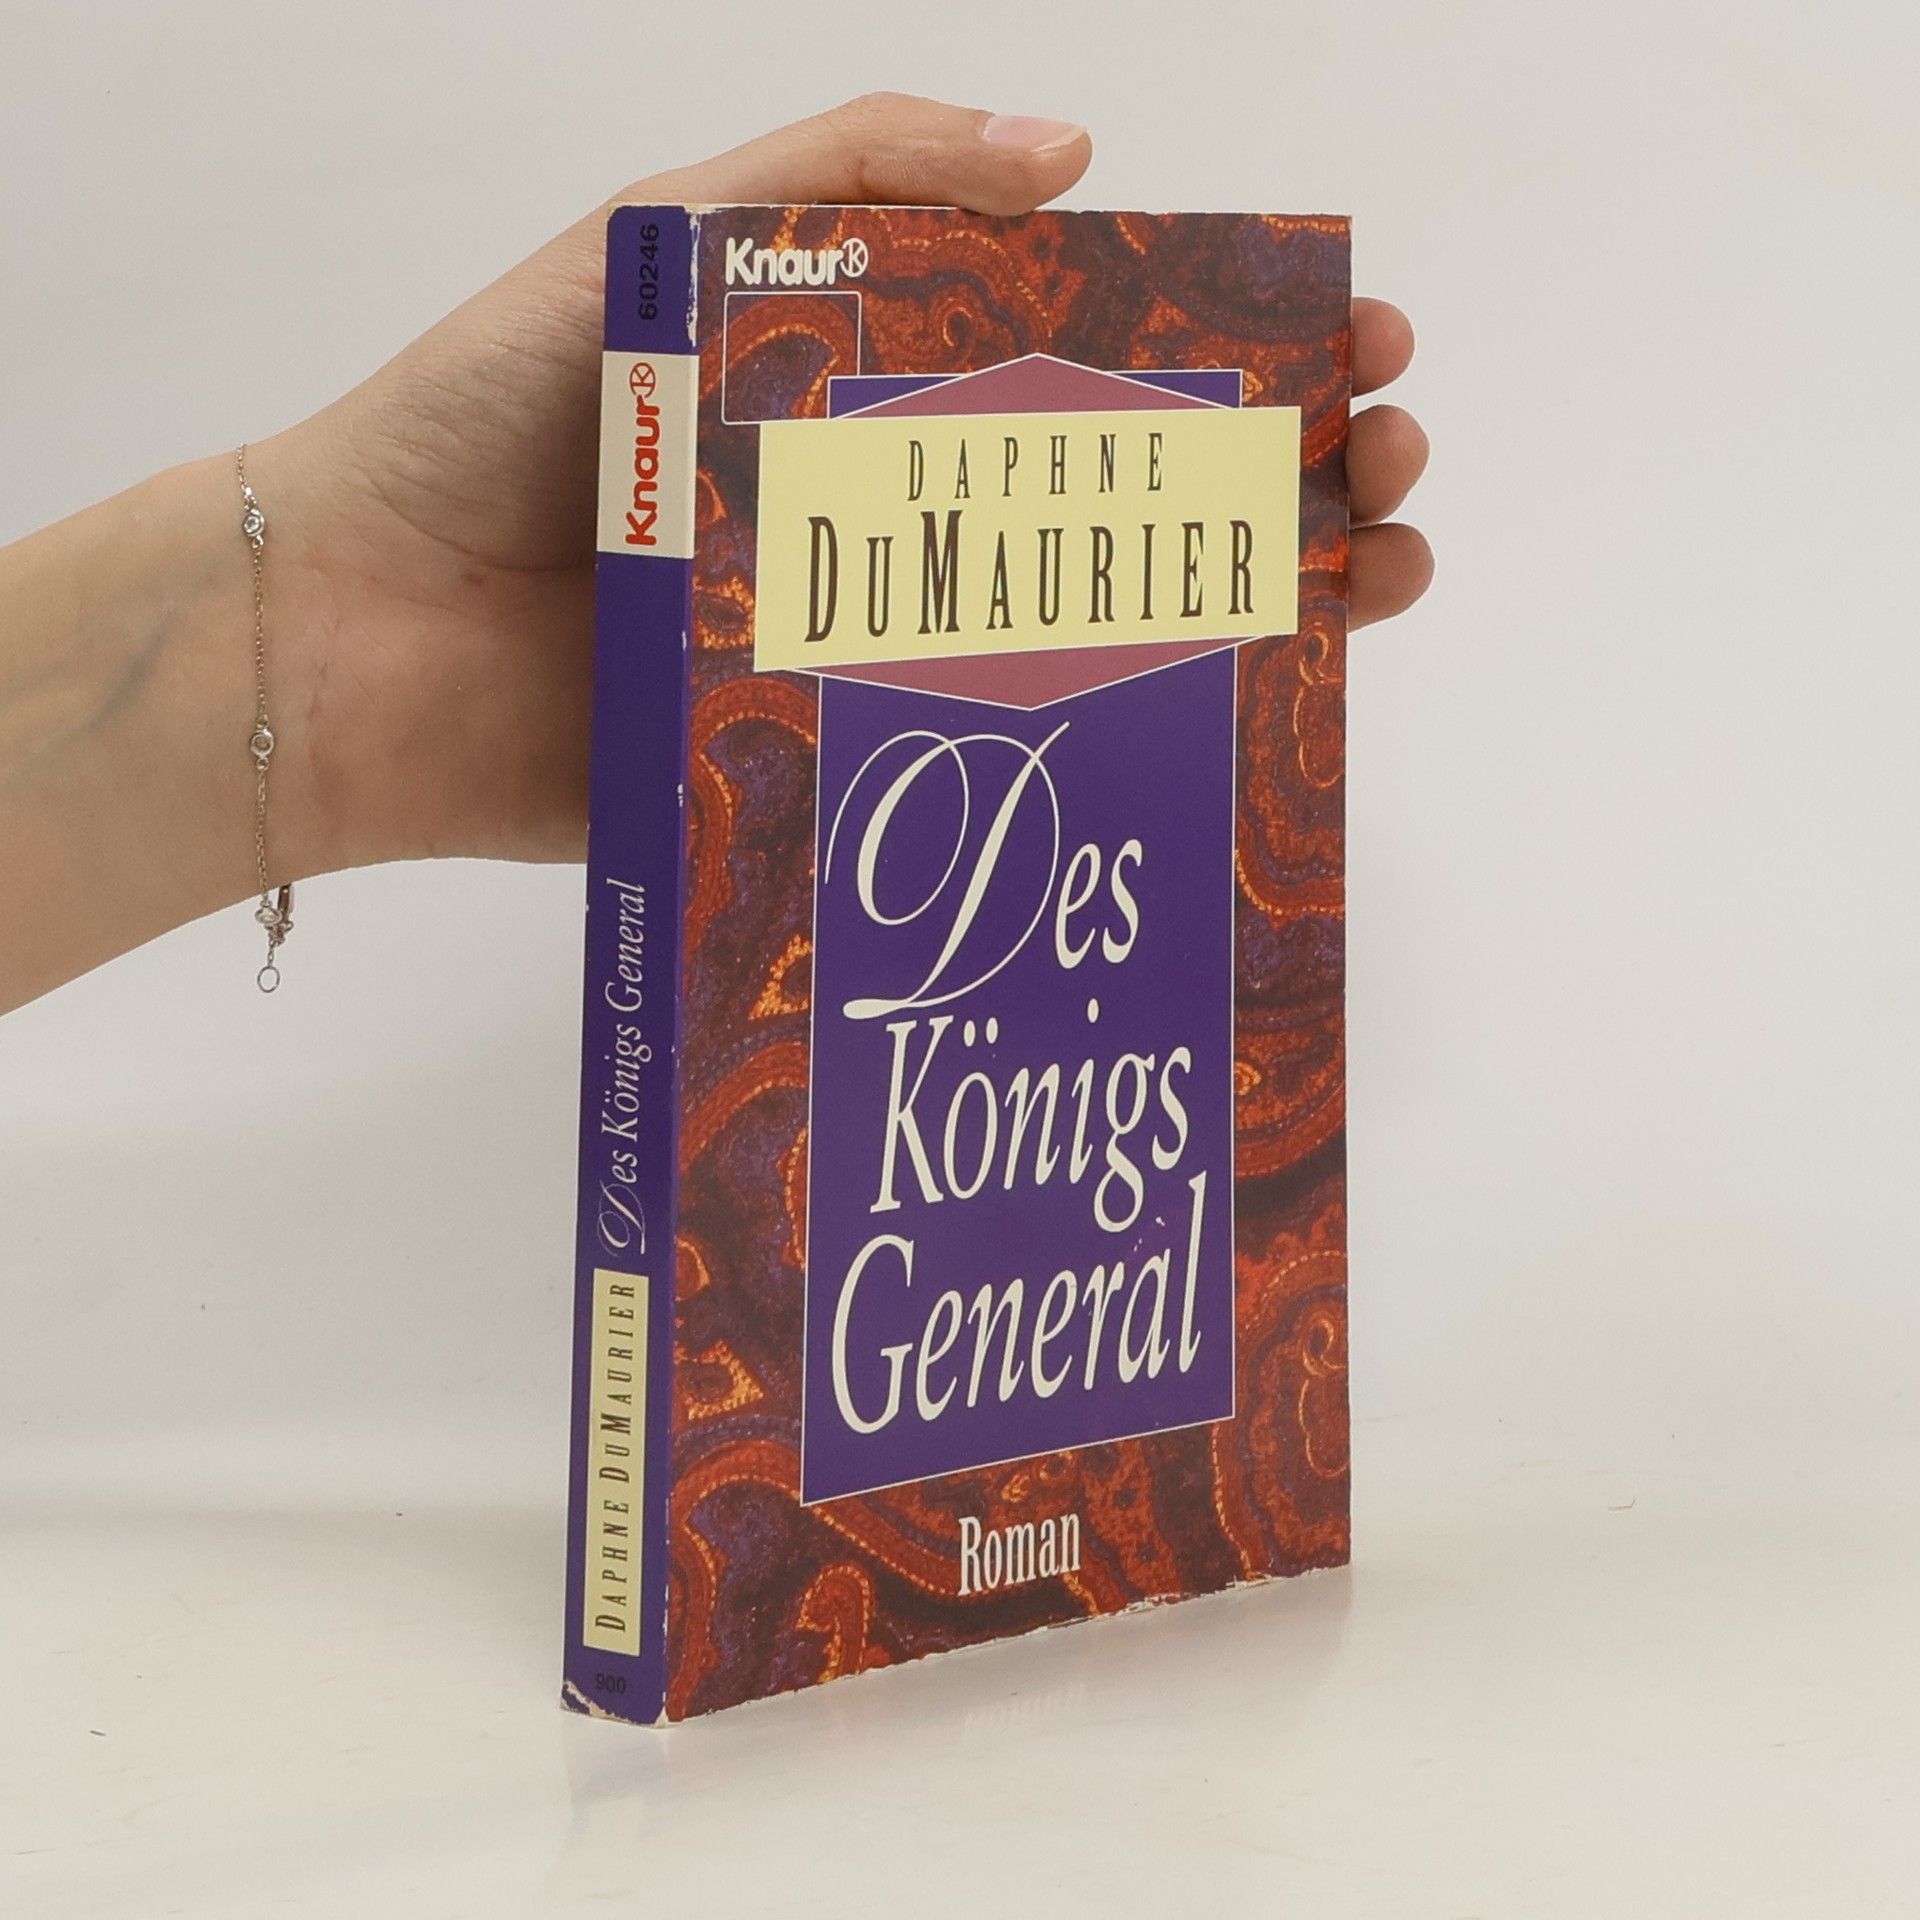 Knaur
DAPHNE
DUMAURIER
Des
Königs
General
Roman
60246
Knaur
Des Königs General
DAPHNE DUMAURIER
900